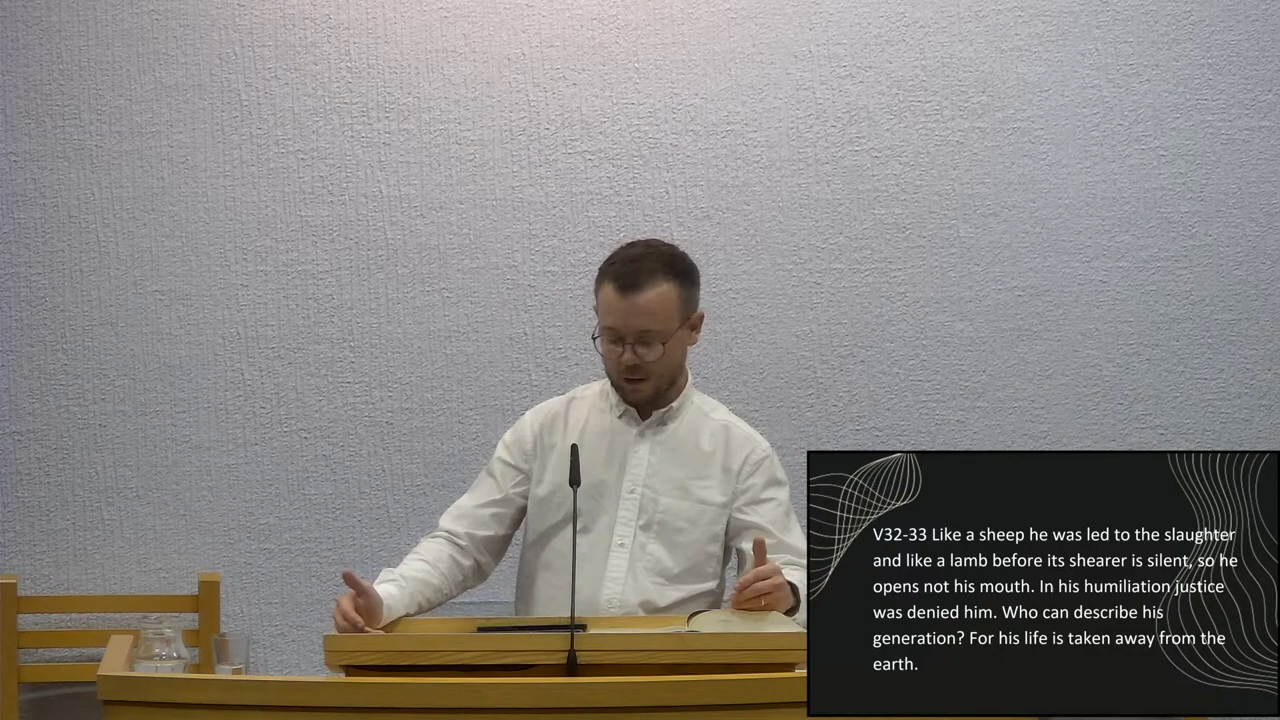 V32-33 Like a sheep he was led to the slaughter
and like a lamb before its shearer is silent, so he
opens not his mouth. In his humiliation justice
was denied him. Who can describe his
generation? For his life is taken away from the
earth.